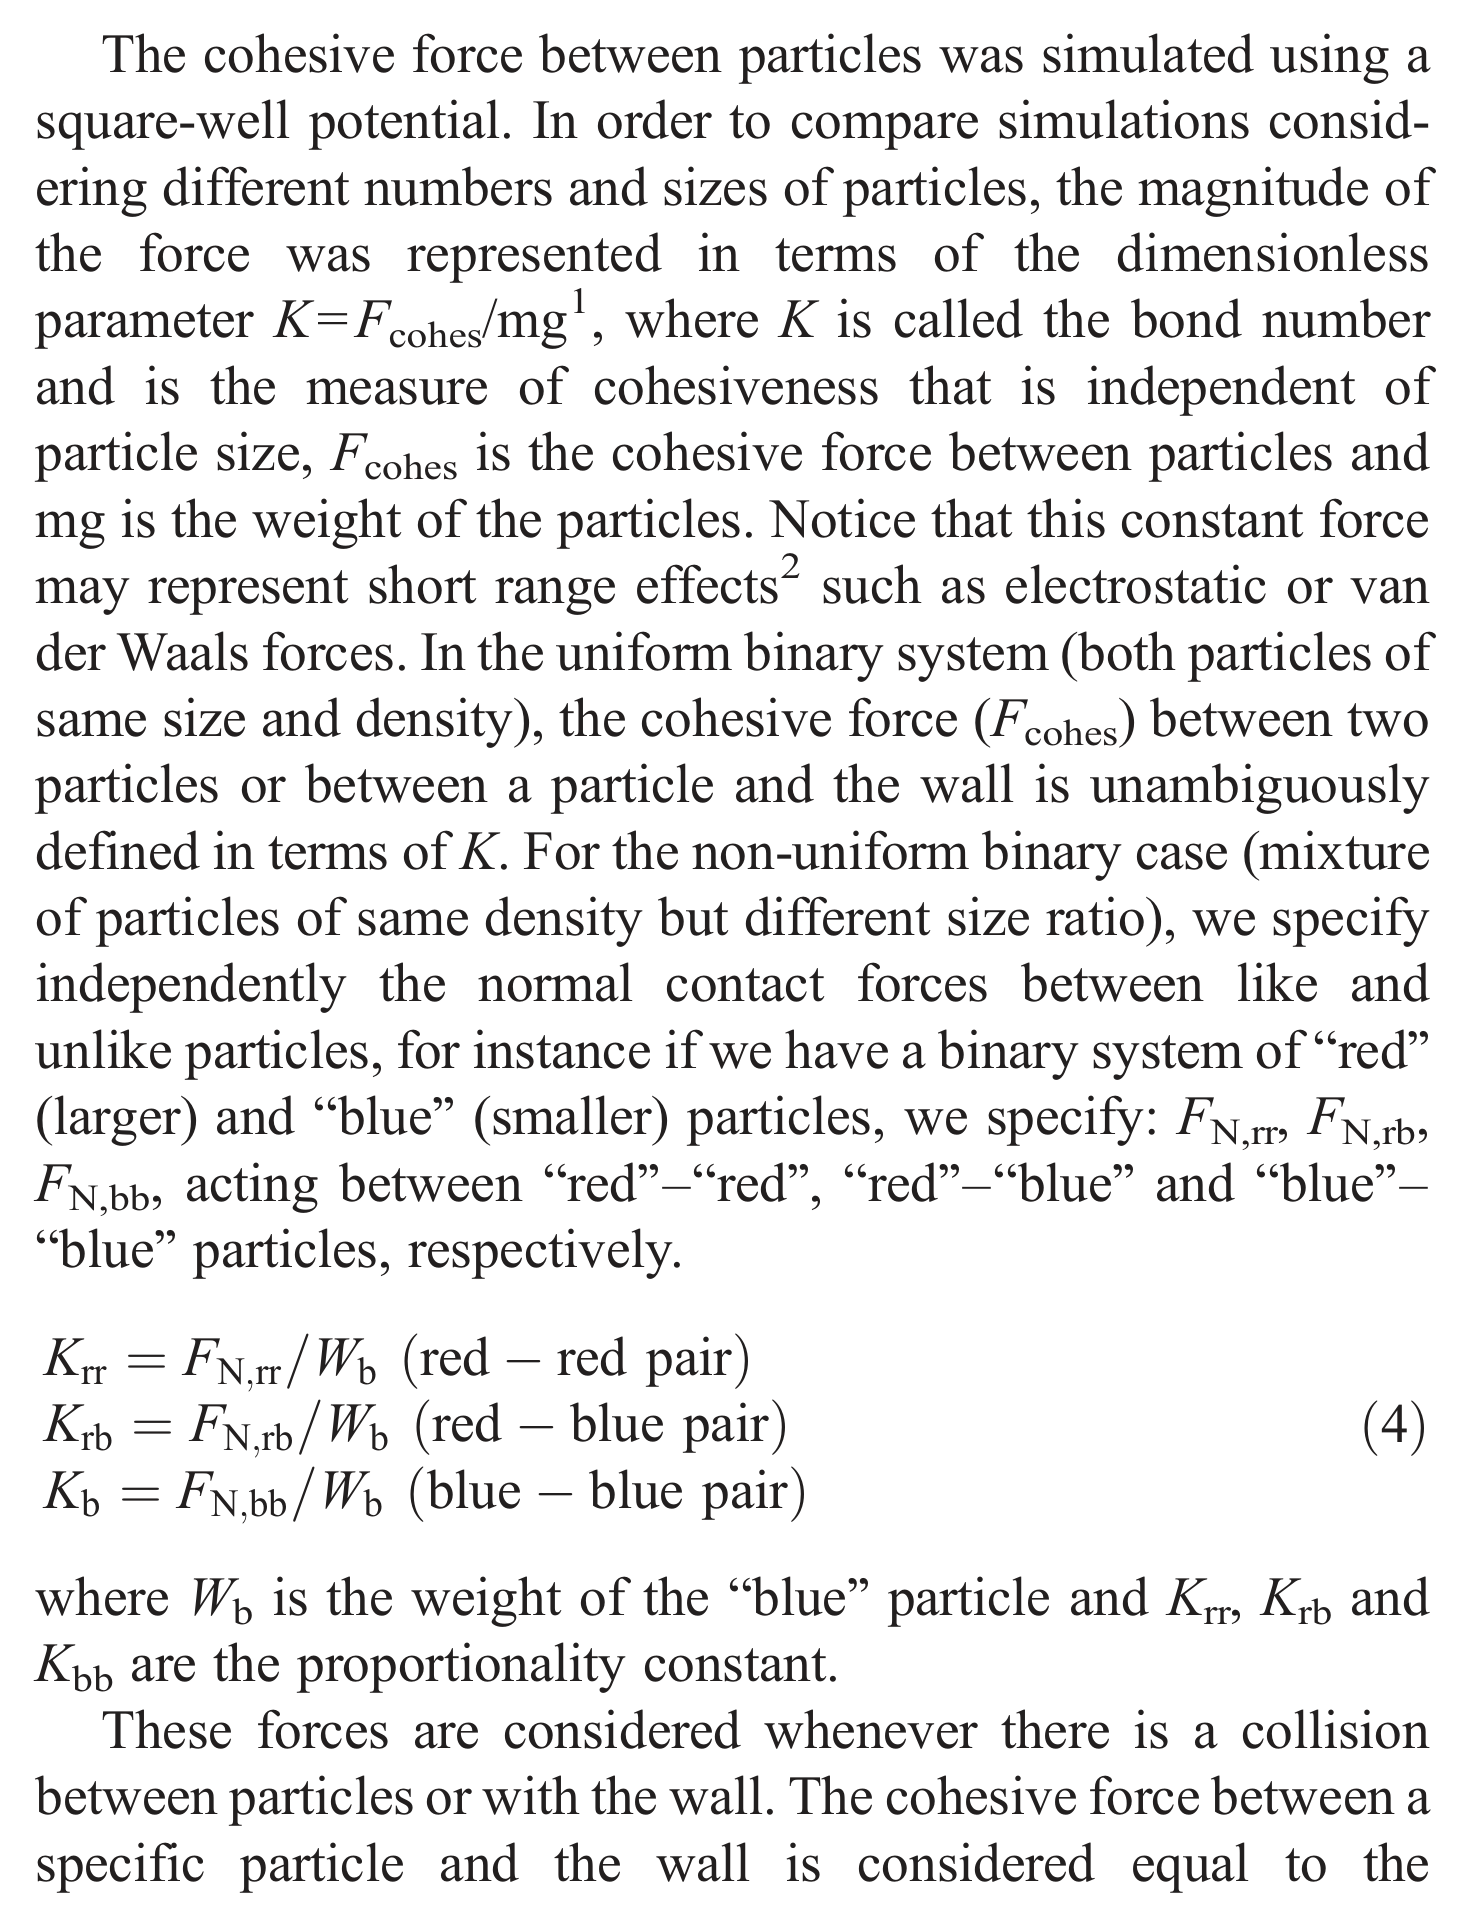 The cohesive force between particles was simulated using a
square-well potential. In order to compare simulations consid-
ering different numbers and sizes of particles, the magnitude of
the force was represented in terms of the dimensionless
parameter K=Fcohes/mg¹, where K is called the bond number
and is the measure of cohesiveness that is independent of
particle size, Fcohes is the cohesive force between particles and
mg is the weight of the particles. Notice that this constant force
may represent short range effects² such as electrostatic or van
der Waals forces. In the uniform binary system (both particles of
same size and density), the cohesive force (Fcohes) between two
particles or between a particle and the wall is unambiguously
defined in terms of K. For the non-uniform binary case (mixture
of particles of same density but different size ratio), we specify
independently the normal contact forces between like and
unlike particles, for instance if we have a binary system of “red”
(larger) and “blue” (smaller) particles, we specify: FN,rr, FN,rb,
FN,bb, acting between “red”–“red”, “red”–“blue” and “blue”–
“blue” particles, respectively.
Krr = FN,rr/Wb (red − red pair)
Krb = FN,rb/Wb (red − blue pair)
(4)
Kb = FN,bb/Wb (blue − blue pair)
where Wb is the weight of the “blue” particle and Krr, Krb and
Kbb are the proportionality constant.
These forces are considered whenever there is a collision
between particles or with the wall. The cohesive force between a
specific particle and the wall is considered equal to the